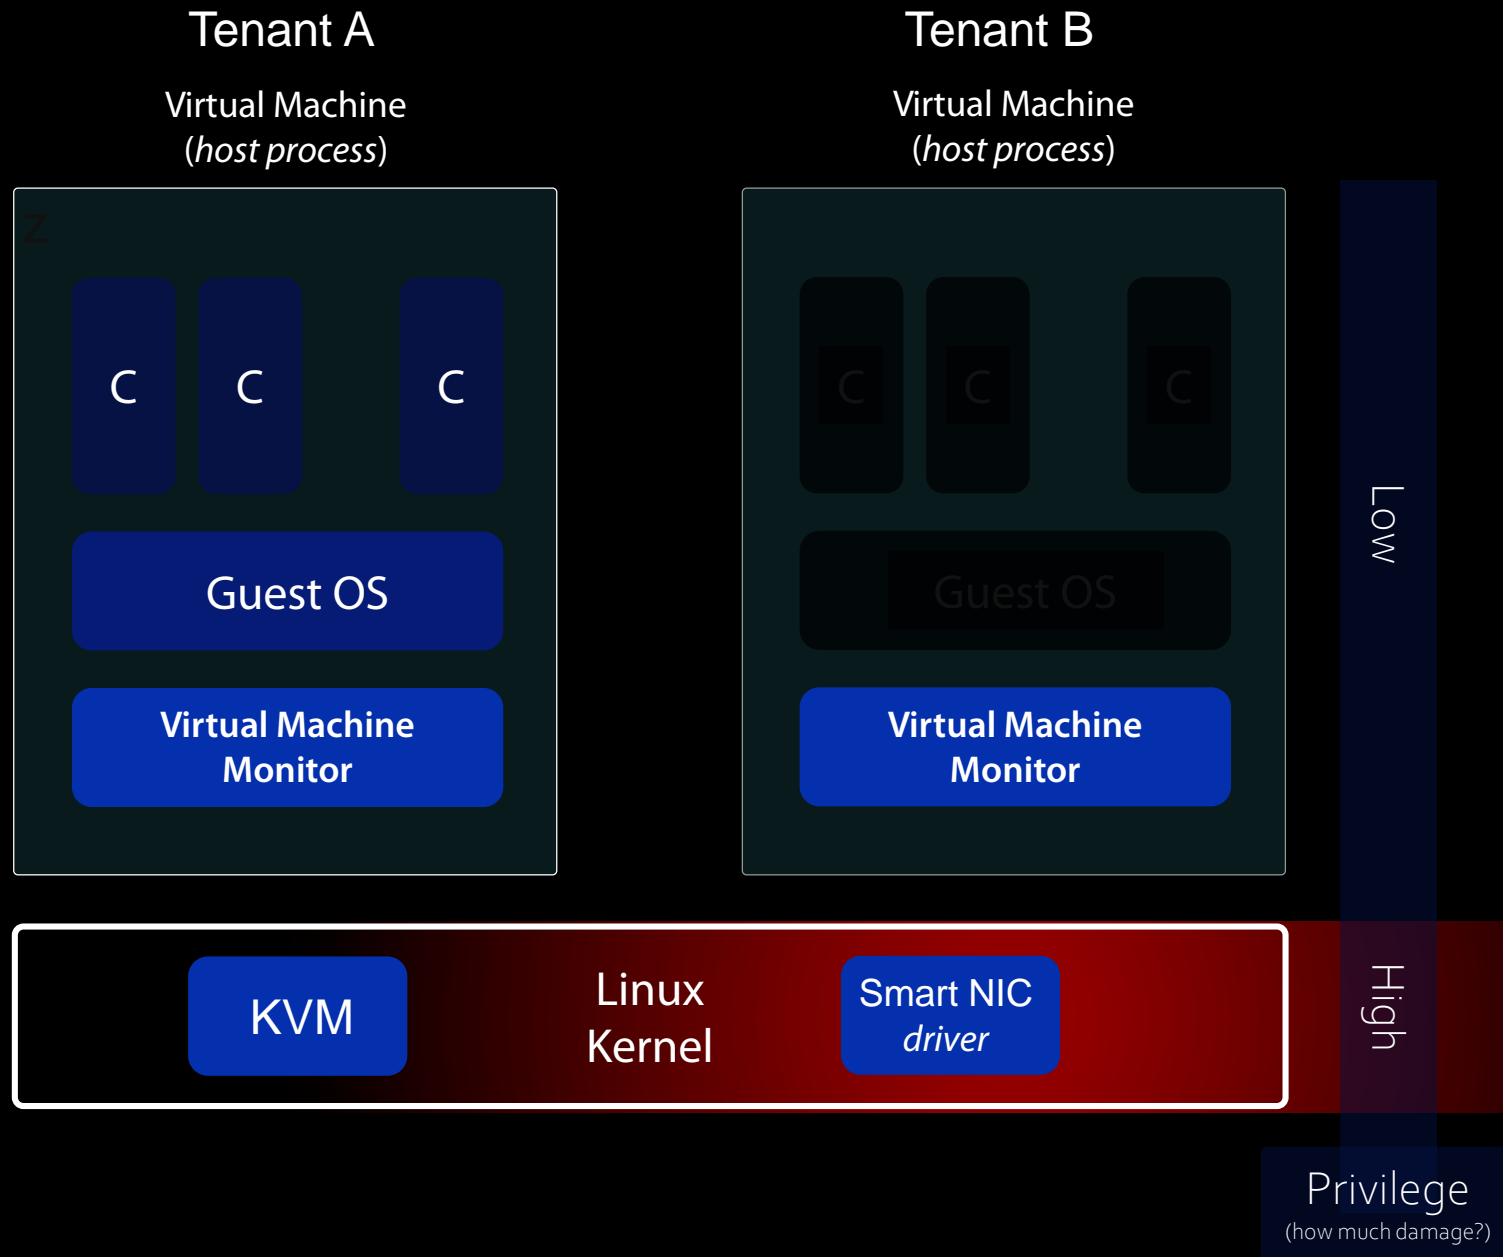 Tenant A
Tenant B
Virtual Machine
(host process)
Virtual Machine
(host process)
z
C
C
C
C
C
C
Low
Guest OS
Guest OS
Virtual Machine
Monitor
Virtual Machine
Monitor
KVM
Linux
Kernel
Smart NIC
driver
High
Privilege
(how much damage?)